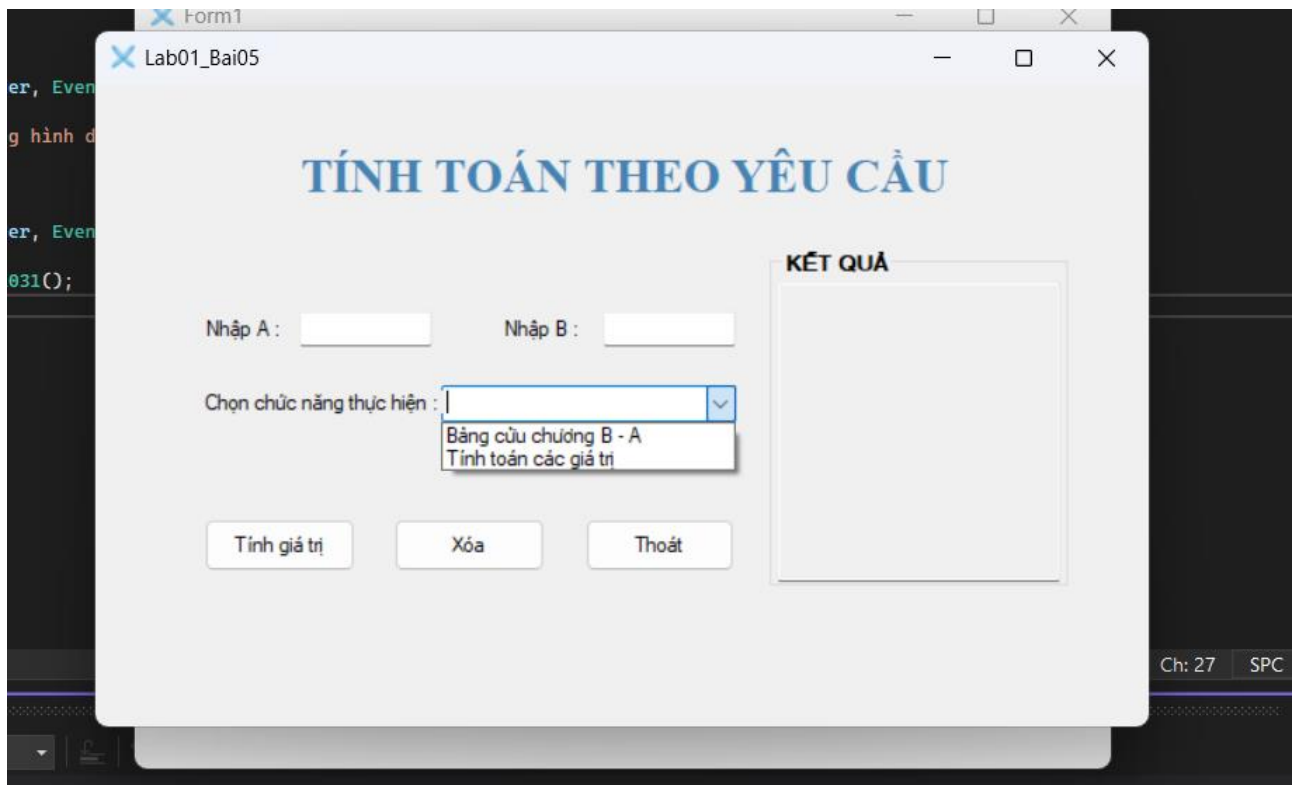 Form1
Lab01_Bai05
er, Even
g hình d
TÍNH TOÁN THEO YÊU CẦU
er, Even
031();
KẾT QUẢ
Nhập A :
Nhập B :
Chọn chức năng thực hiện :
Bảng cửu chương B - A
Tính toán các giá trị
Tính giá trị
Xóa
Thoát
Ch: 27
SPC